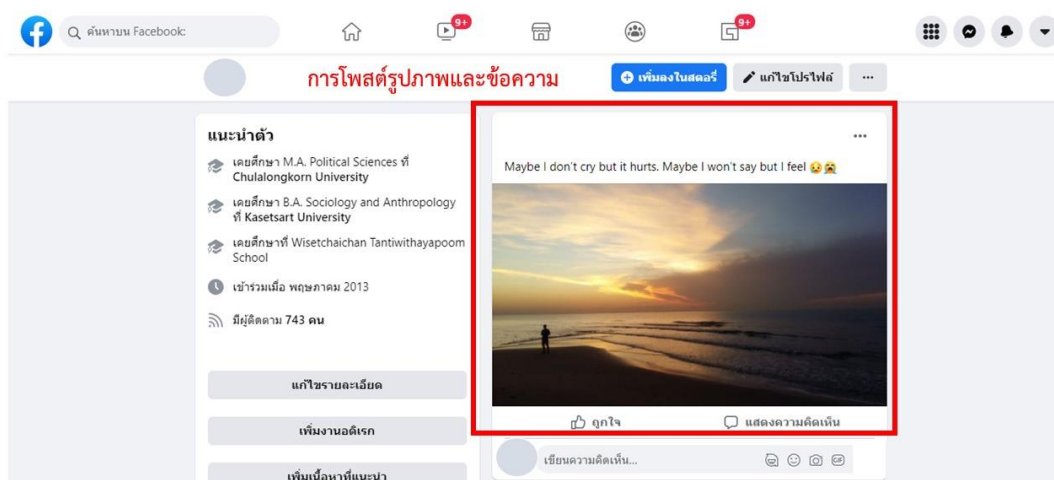 ค้นหาบน Facebook:
9+
9+
การโพสต์รูปภาพและข้อความ
เพิ่มลงในสตอรี่
แก้ไขโปรไฟล์
แนะนำตัว
เคยศึกษา M.A. Political Sciences ที่
Chulalongkorn University
เคยศึกษา B.A. Sociology and Anthropology
ที่ Kasetsart University
เคยศึกษาที่ Wisetchaichan Tantiwithayapoom
School
เข้าร่วมเมื่อ พฤษภาคม 2013
มีผู้ติดตาม 743 คน
แก้ไขรายละเอียด
เพิ่มงานอดิเรก
เพิ่มเนื้อหาที่แนะนำ
Maybe I don't cry but it hurts. Maybe I won't say but I feel 😥😭
ถูกใจ
แสดงความคิดเห็น
เขียนความคิดเห็น...
GIF